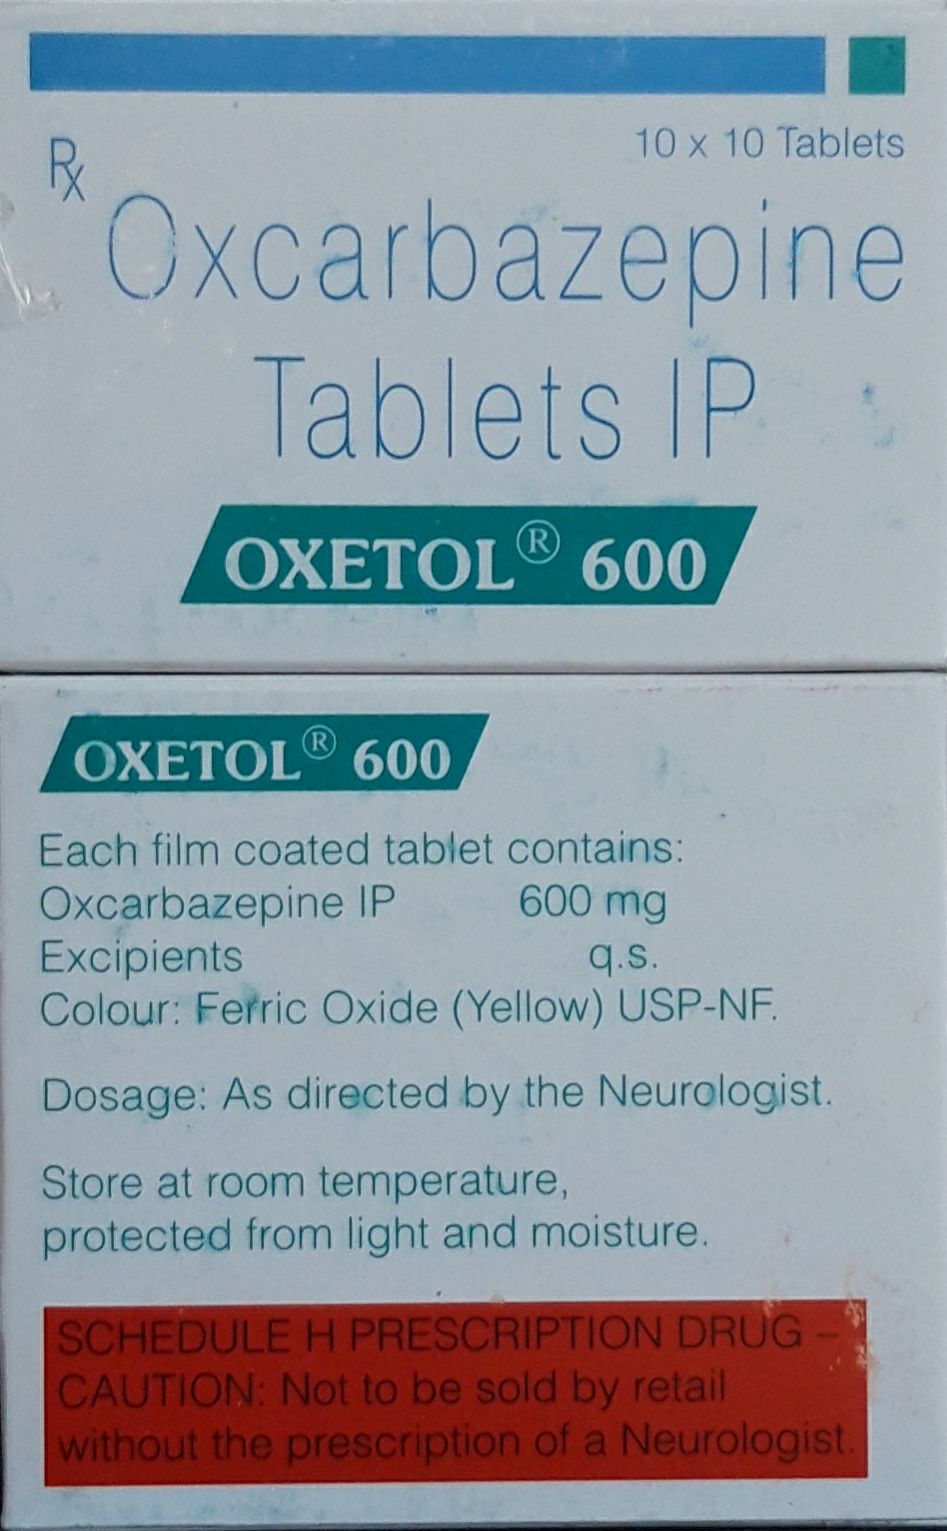 10 x 10 Tablets
Rx
Oxcarbazepine
Tablets IP
OXETOL® 600
OXETOL® 600
Each film coated tablet contains:
Oxcarbazepine IP 600 mg
Excipients q.s.
Colour: Ferric Oxide (Yellow) USP-NF.
Dosage: As directed by the Neurologist.
Store at room temperature,
protected from light and moisture.
SCHEDULE H PRESCRIPTION DRUG –
CAUTION: Not to be sold by retail
without the prescription of a Neurologist.